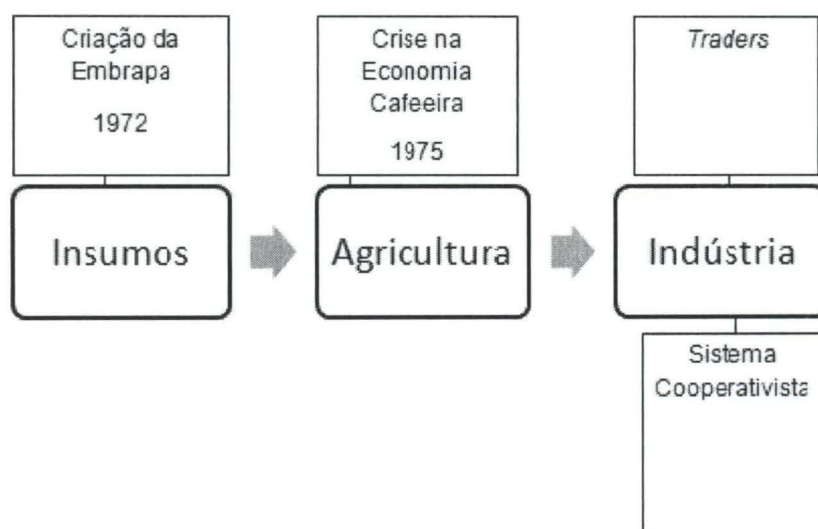 Criação da
Embrapa
1972
Crise na
Economia
Cafeeira
1975
Traders
Insumos
Agricultura
Indústria
Sistema
Cooperativista